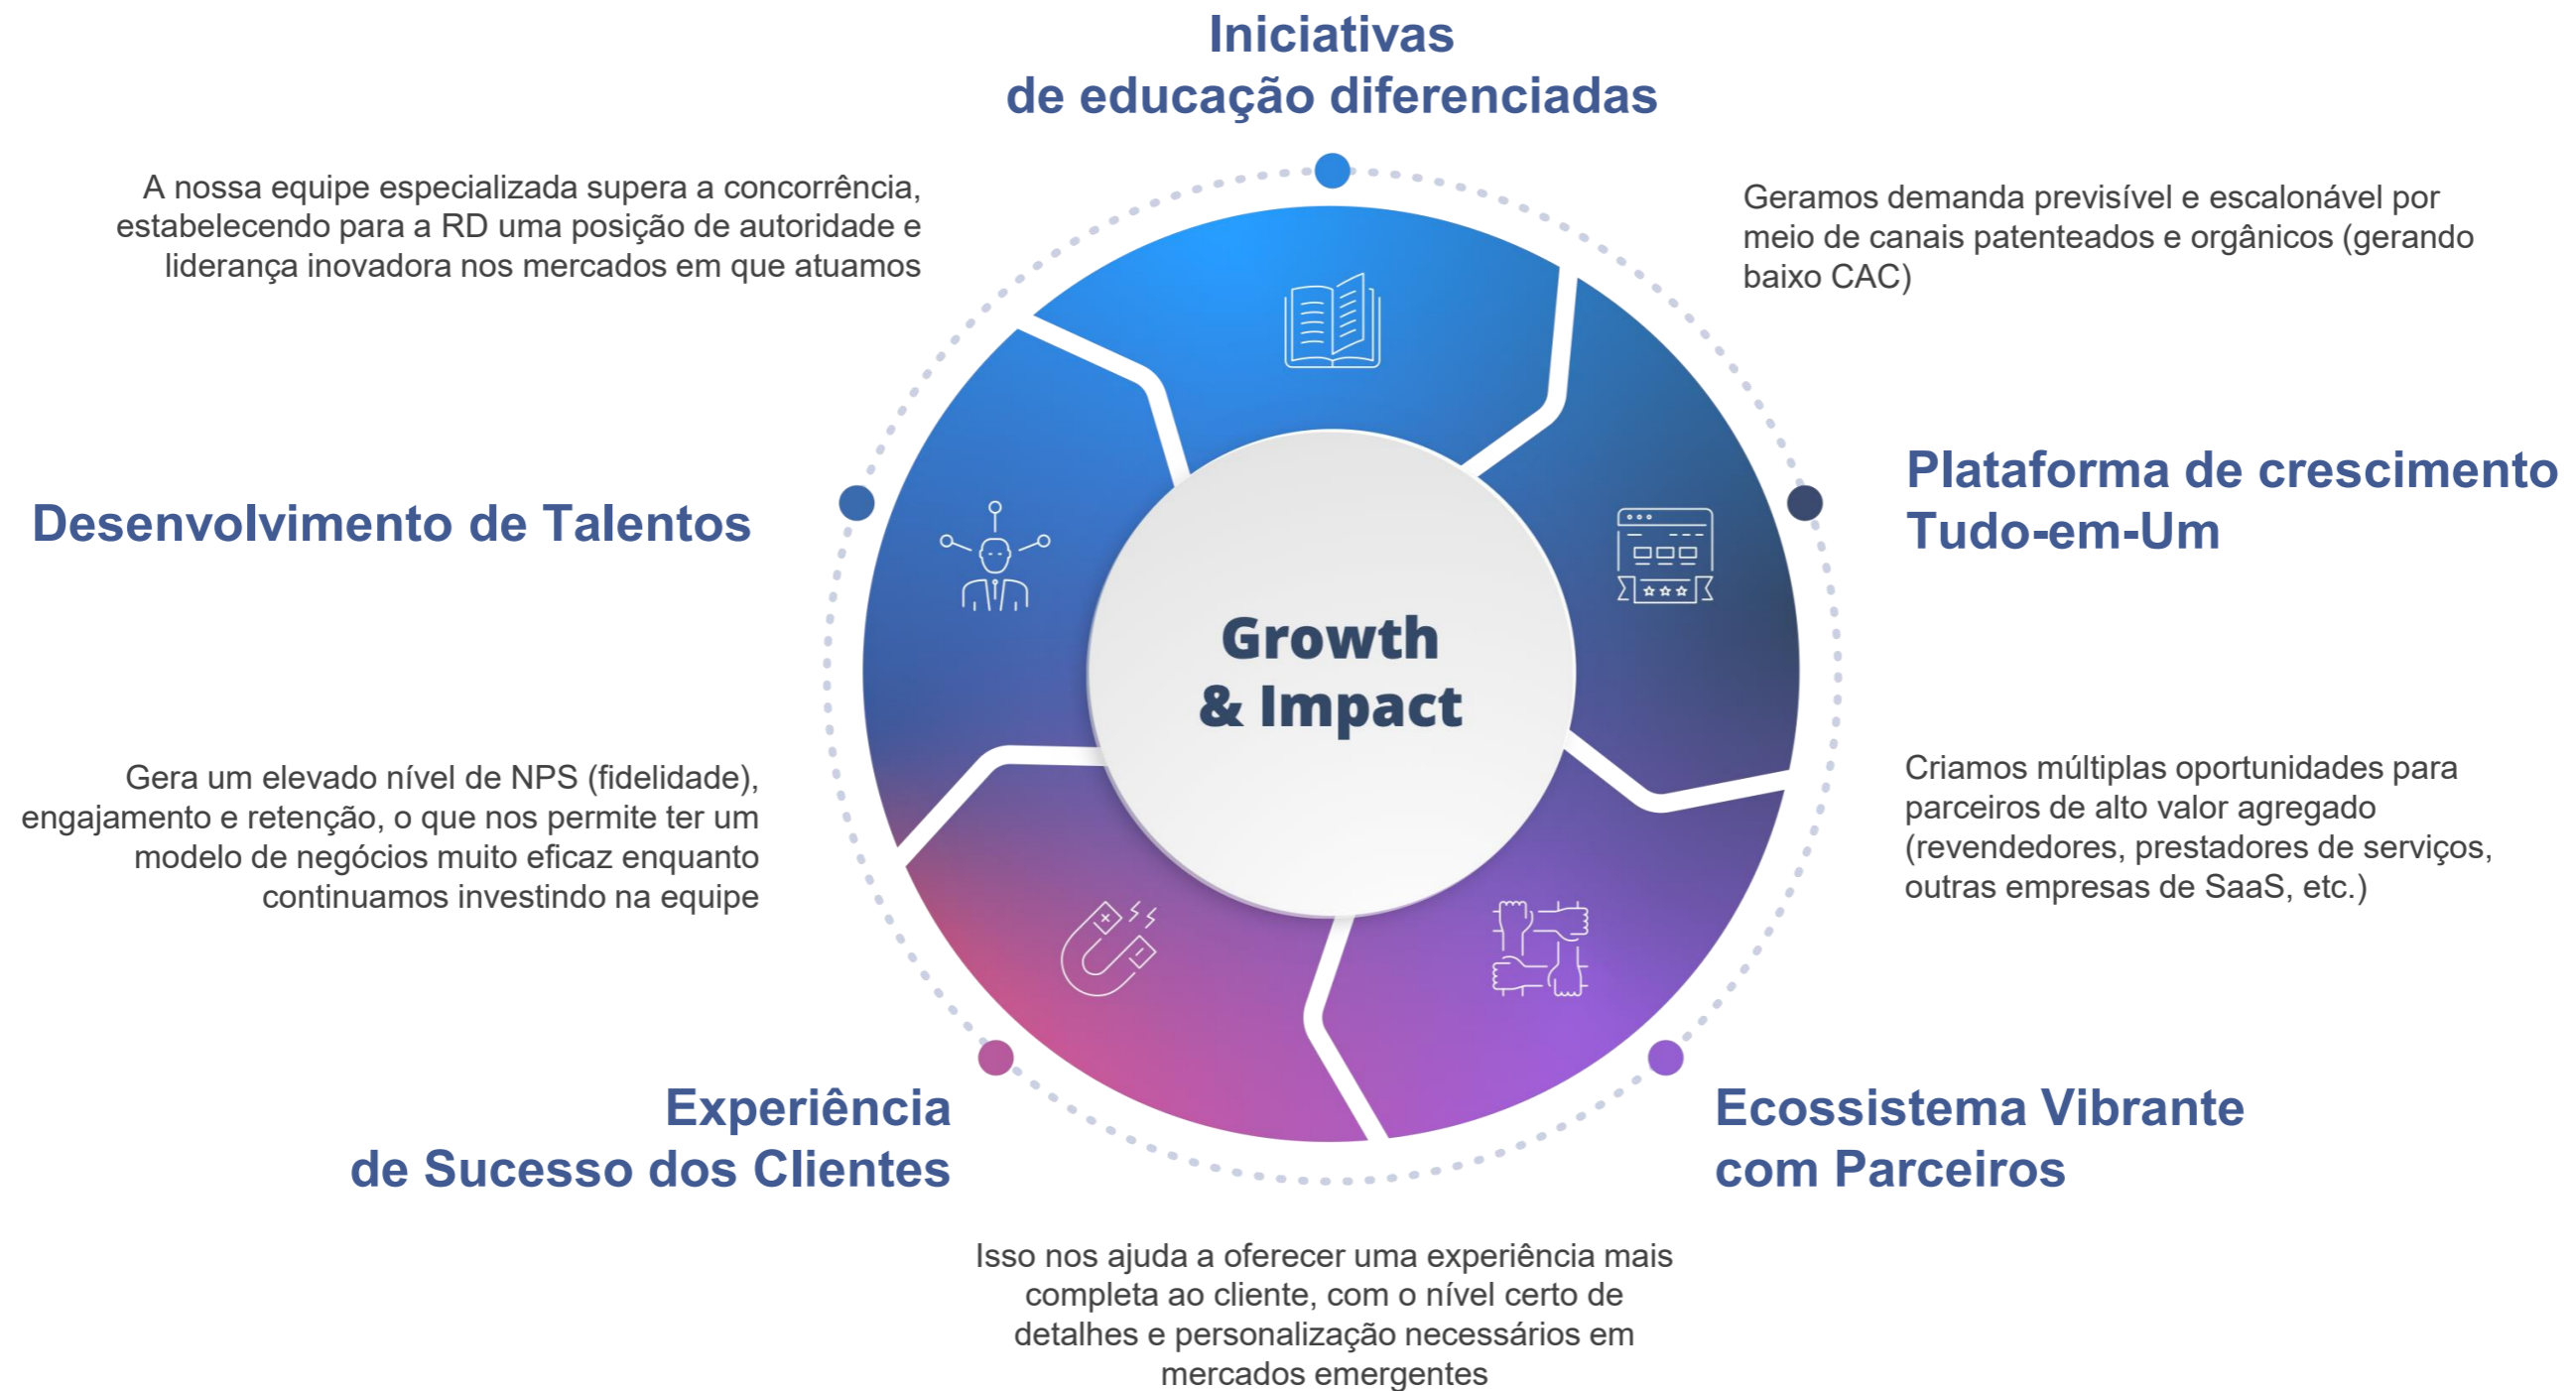 Iniciativas
de educação diferenciadas
A nossa equipe especializada supera a concorrência,
estabelecendo para a RD uma posição de autoridade e
liderança inovadora nos mercados em que atuamos
Geramos demanda previsível e escalonável por
meio de canais patenteados e orgânicos (gerando
baixo CAC)
Desenvolvimento de Talentos
Plataforma de crescimento
Tudo-em-Um
Growth
& Impact
Gera um elevado nível de NPS (fidelidade),
engajamento e retenção, o que nos permite ter um
modelo de negócios muito eficaz enquanto
continuamos investindo na equipe
Criamos múltiplas oportunidades para
parceiros de alto valor agregado
(revendedores, prestadores de serviços,
outras empresas de SaaS, etc.)
Experiência
de Sucesso dos Clientes
Ecossistema Vibrante
com Parceiros
Isso nos ajuda a oferecer uma experiência mais
completa ao cliente, com o nível certo de
detalhes e personalização necessários em
mercados emergentes